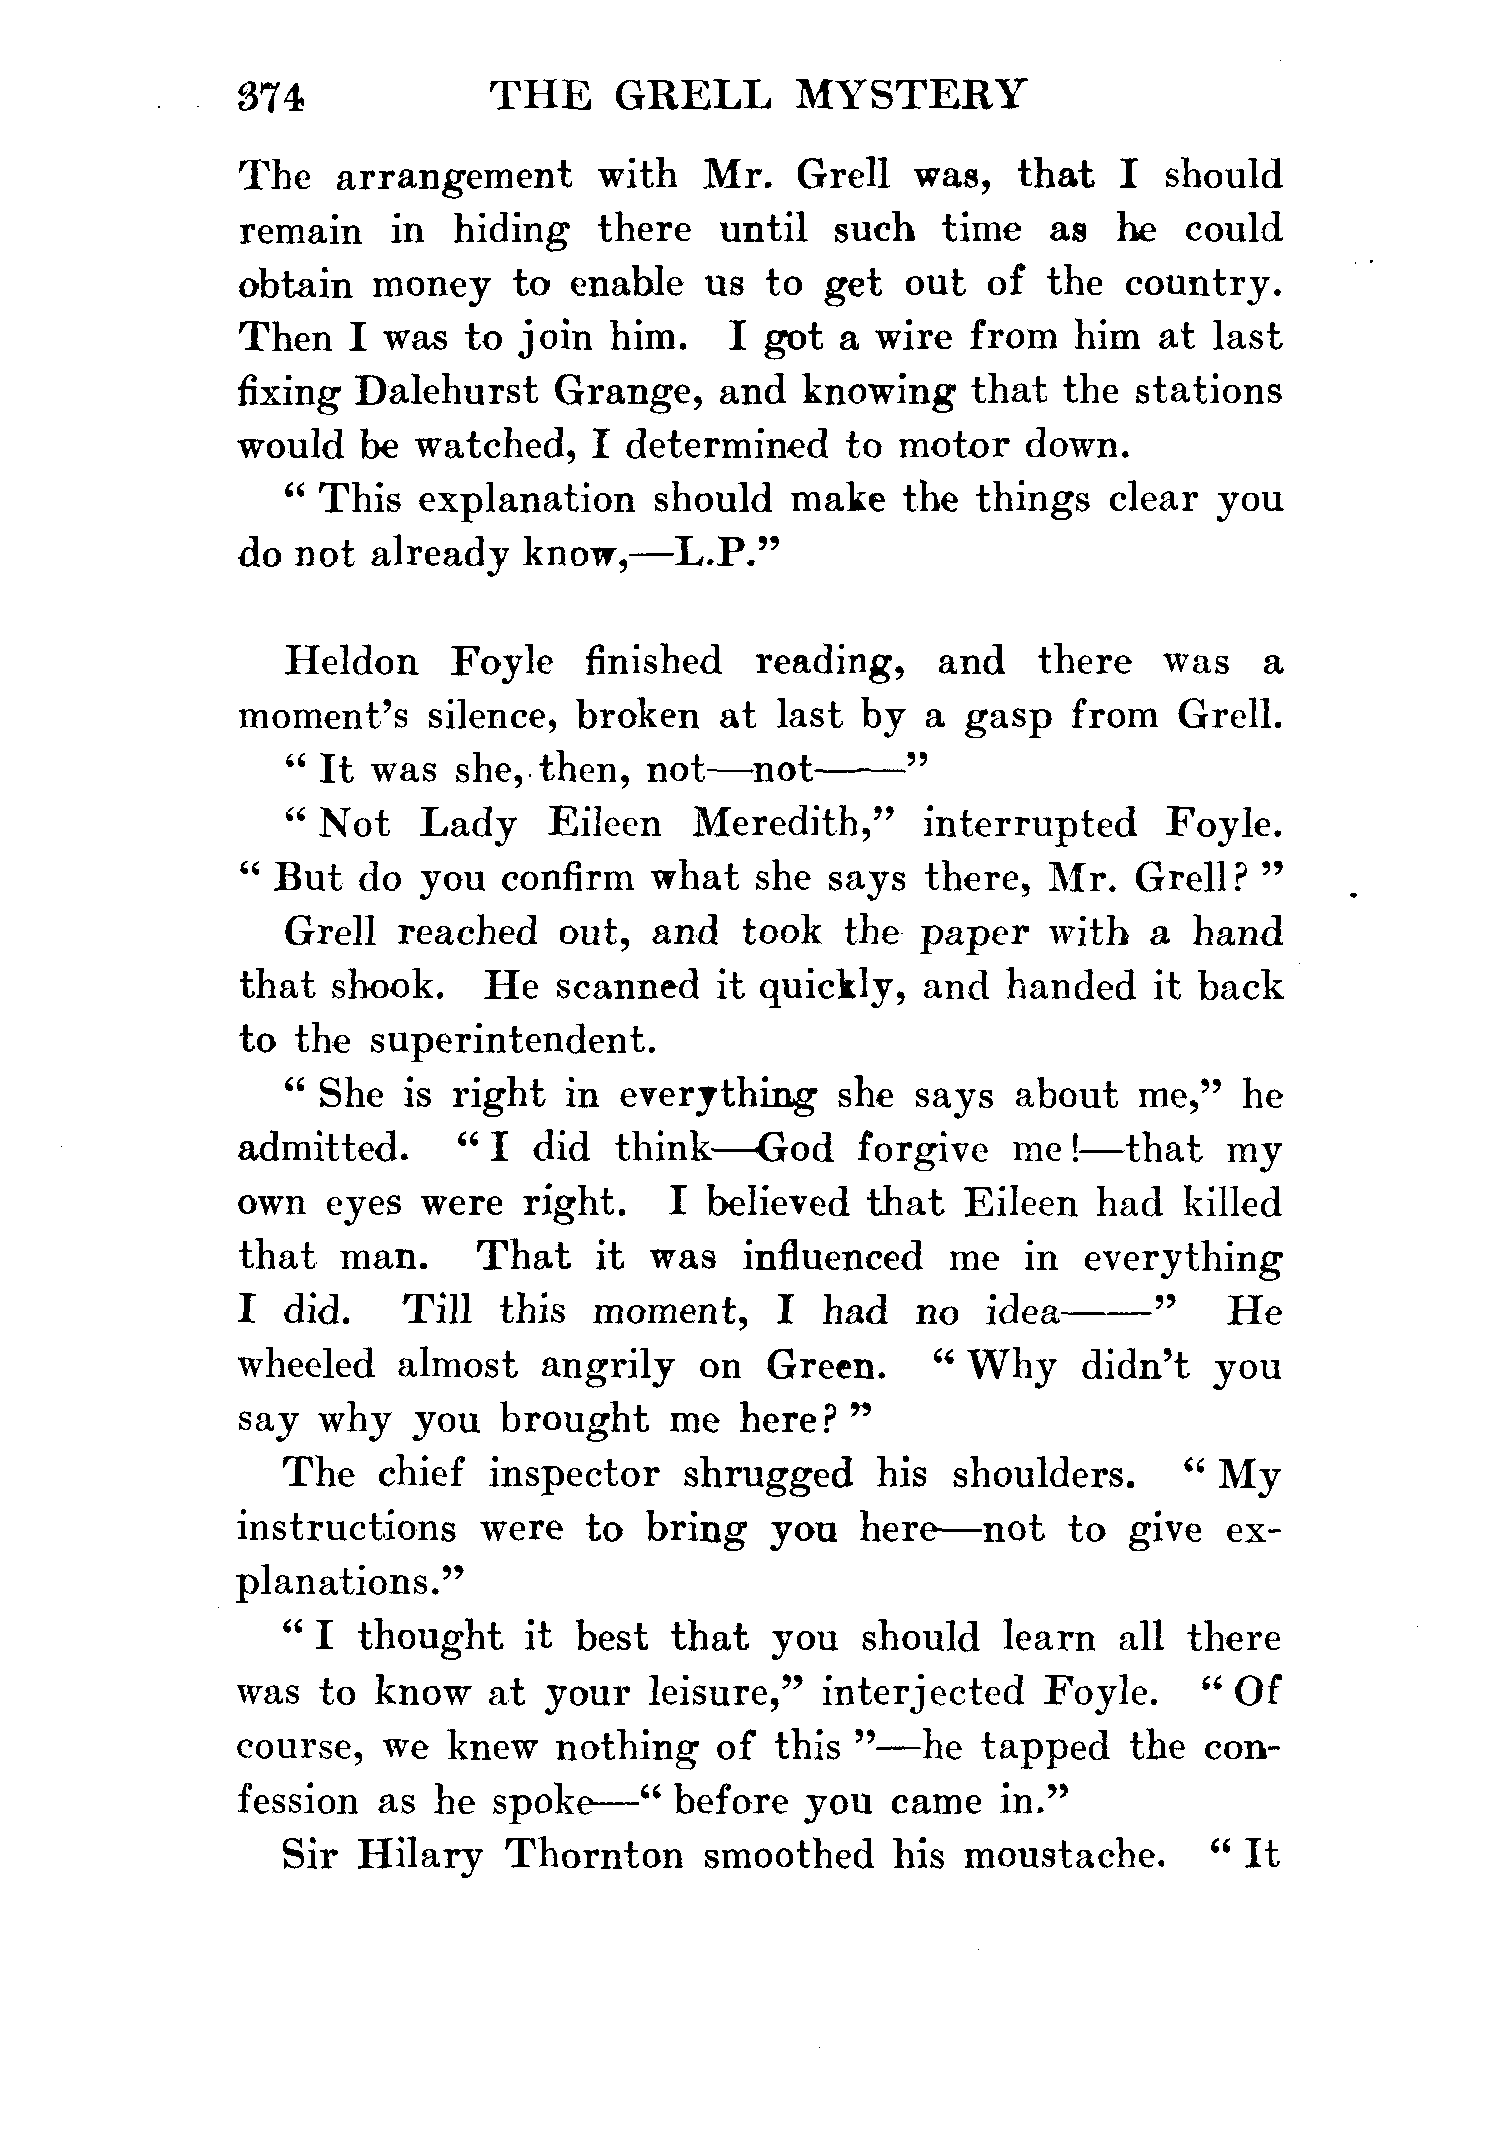 374 THE GRELL MYSTERY
The arrangement with Mr. Grell was, that I should
remain in hiding there until such time as he could
obtain money to enable us to get out of the country.
Then I was to join him. I got a wire from him at last
fixing Dalehurst Grange, and knowing that the stations
would be watched, I determined to motor down.
“ This explanation should make the things clear you
do not already know,—L.P.”
Heldon Foyle finished reading, and there was a
moment’s silence, broken at last by a gasp from Grell.
“ It was she, then, not—not——”
“ Not Lady Eileen Meredith,” interrupted Foyle.
“ But do you confirm what she says there, Mr. Grell? ”
Grell reached out, and took the paper with a hand
that shook. He scanned it quickly, and handed it back
to the superintendent.
“ She is right in everything she says about me,” he
admitted. “ I did think—God forgive me !—that my
own eyes were right. I believed that Eileen had killed
that man. That it was influenced me in everything
I did. Till this moment, I had no idea——” He
wheeled almost angrily on Green. “ Why didn’t you
say why you brought me here? ”
The chief inspector shrugged his shoulders. “ My
instructions were to bring you here—not to give ex-
planations.”
“ I thought it best that you should learn all there
was to know at your leisure,” interjected Foyle. “ Of
course, we knew nothing of this ”—he tapped the con-
fession as he spoke—“ before you came in.”
Sir Hilary Thornton smoothed his moustache. “ It